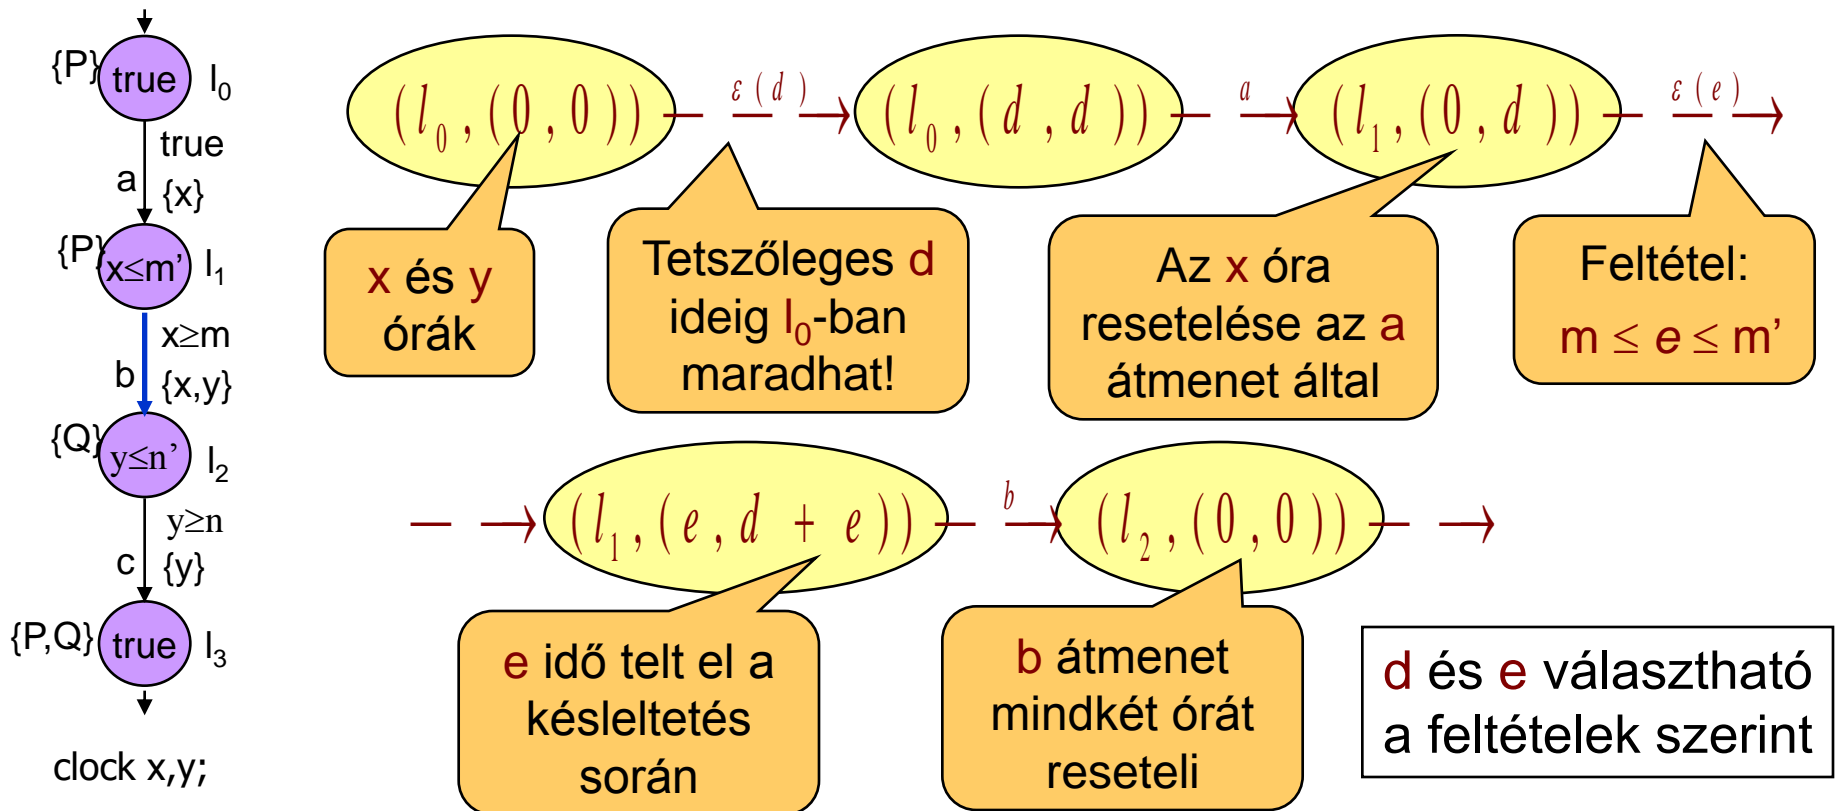 {P}
true
l₀
true
a
{x}
{P}
x≤m’
l₁
x≥m
b
{x,y}
{Q}
y≤n’
l₂
y≥n
c
{y}
{P,Q}
true
l₃
clock x,y;
(l₀,(0,0)) —ε(d)→ (l₀,(d,d)) —a→ (l₁,(0,d)) —ε(e)→
x és y
órák
Tetszőleges d
ideig l₀-ban
maradhat!
Az x óra
resetelése az a
átmenet által
Feltétel:
m ≤ e ≤ m’
— → (l₁,(e,d + e)) —b→ (l₂,(0,0)) — →
e idő telt el a
késleltetés
során
b átmenet
mindkét órát
reseteli
d és e választható
a feltételek szerint